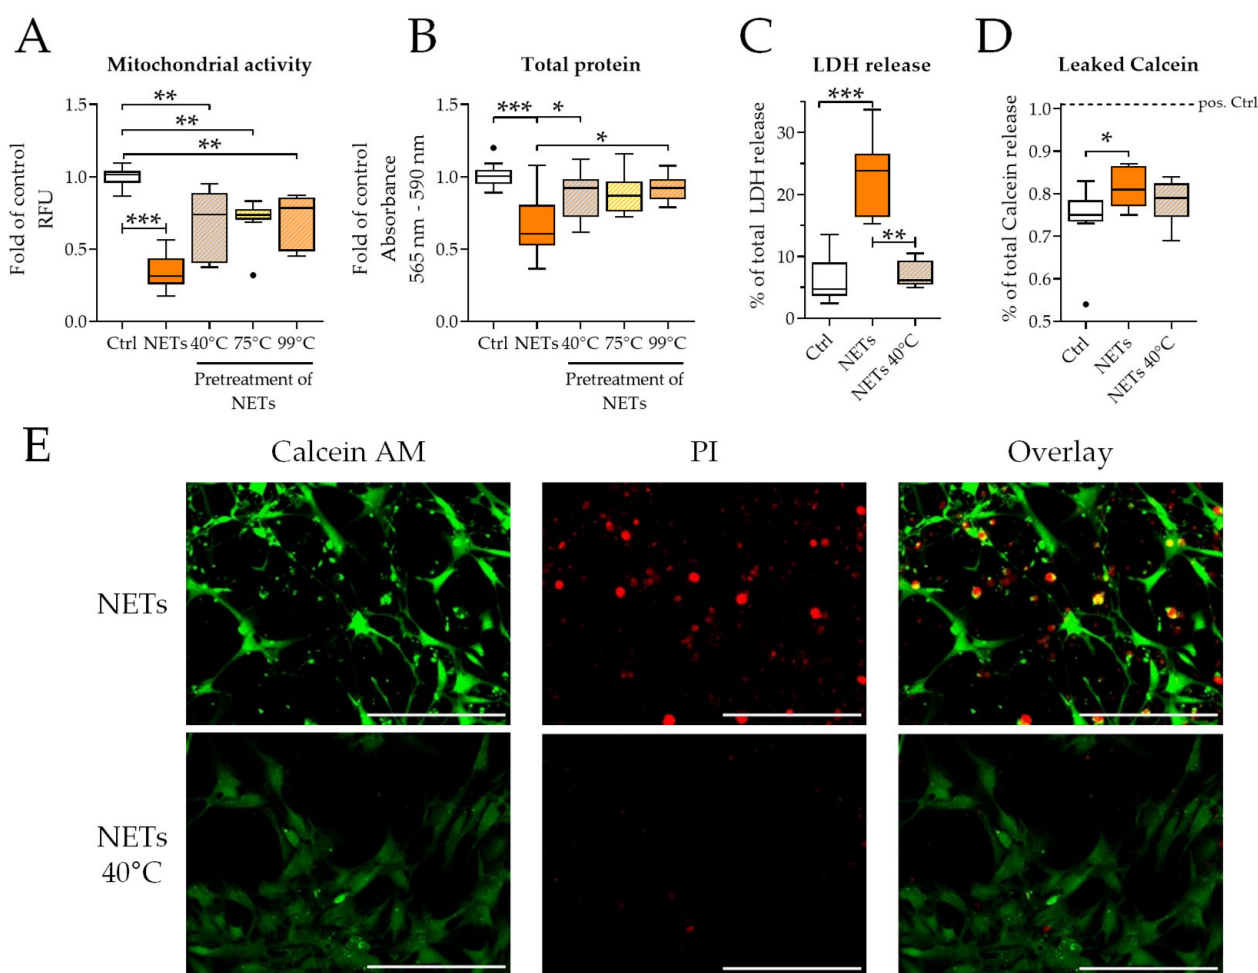 A
B
C
D
Mitochondrial activity
Total protein
LDH release
Leaked Calcein
Fold of control
RFU
1.5
1.0
0.5
0.0
**
**
**
***
Ctrl NETs 40°C 75°C 99°C
Pretreatment of
NETs
Fold of control
Absorbance
565 nm - 590 nm
1.5
1.0
0.5
0.0
*** *
*
Ctrl NETs 40°C 75°C 99°C
Pretreatment of
NETs
% of total LDH release
30
20
10
0
***
**
Ctrl
NETs
NETs 40°C
% of total Calcein release
1.0
0.9
0.8
0.7
0.6
0.5
pos. Ctrl
*
Ctrl
NETs
NETs 40°C
E
Calcein AM
PI
Overlay
NETs
NETs
40°C